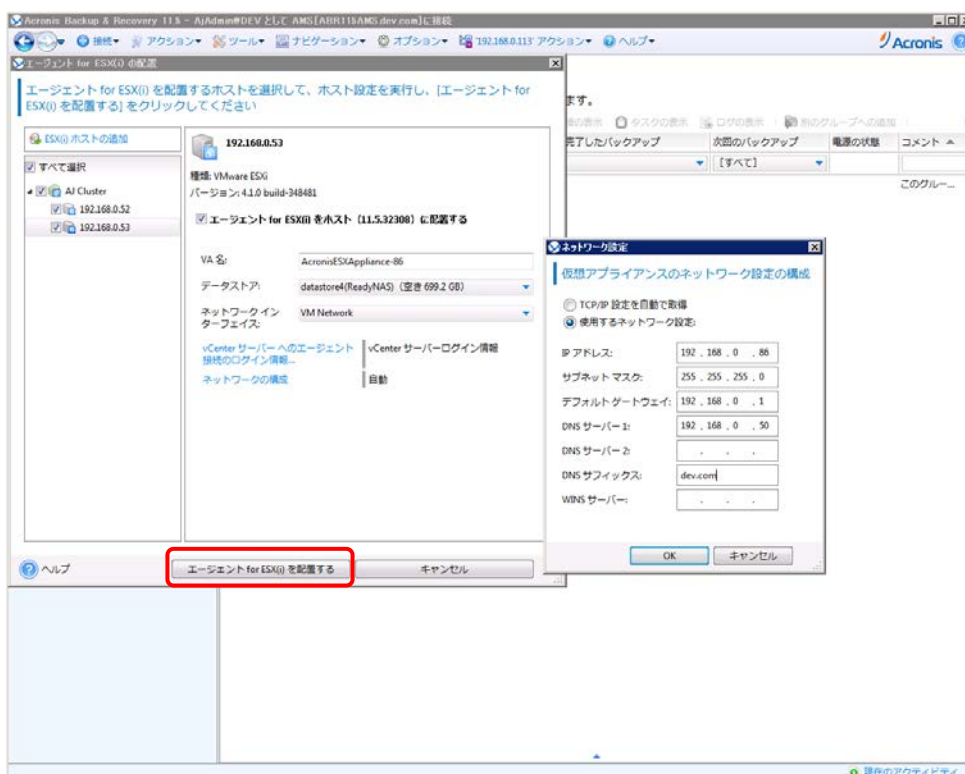 Acronis Backup & Recovery 11.5 - AjAdmin@DEV として AMS[ABR115AMS.dev.com]に接続
接続 アクション ツール ナビゲーション オプション 192.168.0.113' アクション ヘルプ
Acronis
エージェント for ESX(i) の配置
エージェント for ESX(i) を配置するホストを選択して、ホスト設定を実行し、[エージェント for
ESX(i) を配置する] をクリックしてください
ESX(i) ホストの追加
すべて選択
AJ Cluster
192.168.0.52
192.168.0.53
192.168.0.53
種類: VMware ESXi
バージョン: 4.1.0 build-348481
エージェント for ESX(i) をホスト (11.5.32308) に配置する
VA 名:
AcronisESXAppliance-86
データストア:
datastore4(ReadyNAS) (空き 699.2 GB)
ネットワーク イン
ターフェイス:
VM Network
vCenter サーバー へのエージェント
接続のログイン情報...
vCenter サーバーログイン情報
ネットワークの構成
自動
ヘルプ
エージェント for ESX(i) を配置する
キャンセル
ます。
の表示 タスクの表示 ログの表示 別のグループへの追加
完了したバックアップ 次回のバックアップ 電源の状態 コメント
[すべて]
このグルー...
ネットワーク設定
仮想アプライアンスのネットワーク設定の構成
TCP/IP 設定を自動で取得
使用するネットワーク設定:
IP アドレス: 192 . 168 . 0 . 86
サブネット マスク: 255 . 255 . 255 . 0
デフォルト ゲートウェイ: 192 . 168 . 0 . 1
DNS サーバー 1: 192 . 168 . 0 . 50
DNS サーバー 2: . . .
DNS サフィックス: dev.com
WINS サーバー: . . .
OK キャンセル
現在のアクティビティ